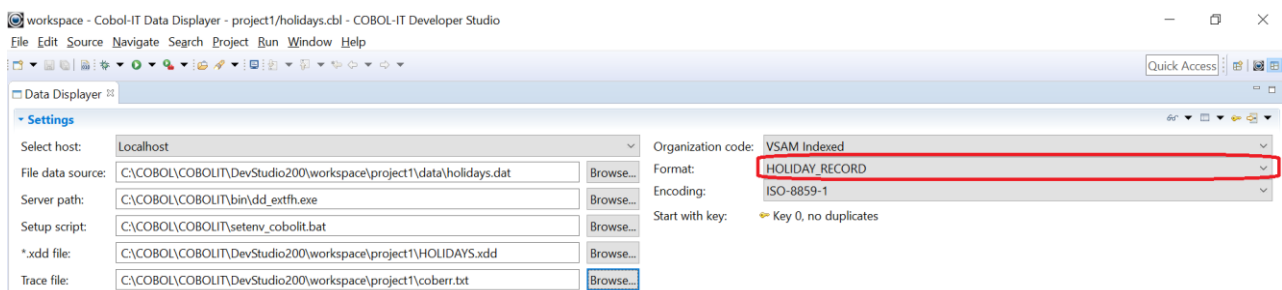 workspace - Cobol-IT Data Displayer - project1/holidays.cbl - COBOL-IT Developer Studio
File Edit Source Navigate Search Project Run Window Help
Quick Access
Data Displayer
Settings
Select host: Localhost
Organization code: VSAM Indexed
File data source: C:\COBOL\COBOLIT\DevStudio200\workspace\project1\data\holidays.dat Browse...
Format: HOLIDAY_RECORD
Server path: C:\COBOL\COBOLIT\bin\dd_extfh.exe Browse...
Encoding: ISO-8859-1
Setup script: C:\COBOL\COBOLIT\setenv_cobolit.bat Browse...
Start with key: Key 0, no duplicates
*.xdd file: C:\COBOL\COBOLIT\DevStudio200\workspace\project1\HOLIDAYS.xdd Browse...
Trace file: C:\COBOL\COBOLIT\DevStudio200\workspace\project1\coberr.txt Browse...